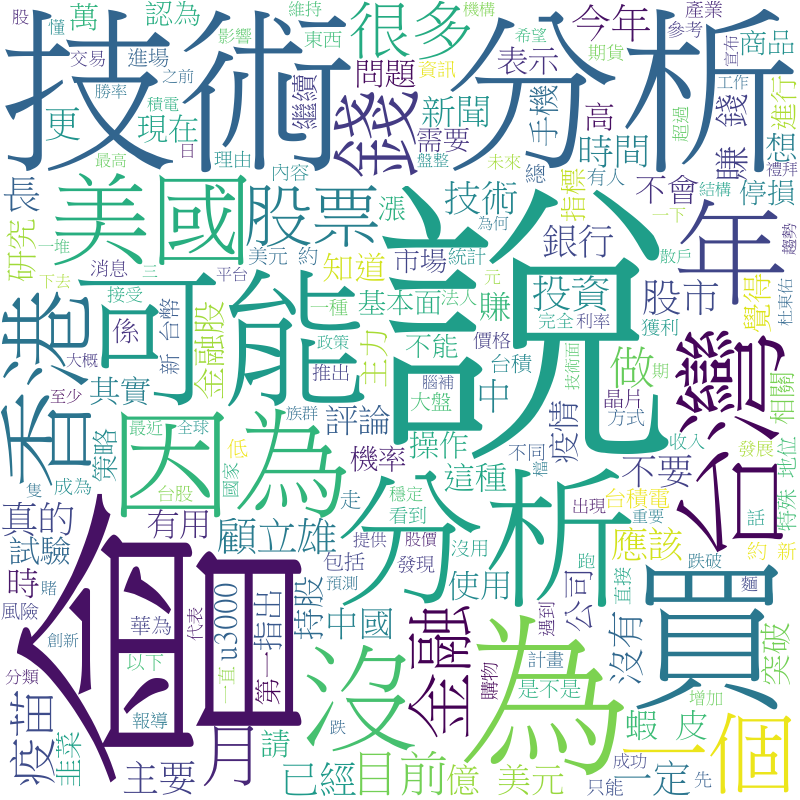 股
懂
萬
認為
維持
東西
機構
很多
今年
產業
參考
交易
進場
影響
希望
表示
期貨
商品
宣布
技術
分析
之前
問題
資訊
勝率
積電
繼續
新聞
工作
進行
更
現在
錢
需要
手機
高
超過
賺
錢
想
最高
日
理由
盤整
時間
未來
禮拜
長
內容
總
指標
有人
結構
停損
美國
股票
技術
不會
年
研究
一堆
漲
為何
銀行
一下
趨勢
消息
美元
約
統計
市場
散戶
香港
可能
說
知道
元
投資
股市
覺得
杜東佑
下去
三
平台
接受
新
台幣
係
一種
基本面
法人
賺
完全
利率
獲利
金融股
政策
主力
不能
價格
做
台灣
大概
其實
推出
中
台積
技術面
期
至少
腦補
大盤
晶片
相關
因為
族群
評論
方式
最近
全球
策略
操作
疫情
收入
發展
國家
低
機率
這種
不同
檔
不要
地位
隻
成為
台股
走
穩定
看到
分析
出現
台積電
特殊
話
真的
有用
顧立雄
重要
提供
股價
沒用
應該
約
新
試驗
包括
發現
跑
會
時
u3000
持股
預測
使用
公司
直接
跌破
麵
買
賭
風險
華為
代表
中國
金融
遇到
沒有
突破
創新
第一
指出
沒
為
計畫
分類
以下
一直
購物
是不是
增加
疫苗
月
蝦
皮
一個
韭菜
報導
跌
請
主要
已經
目前
億
美元
只能
一定
成功
先